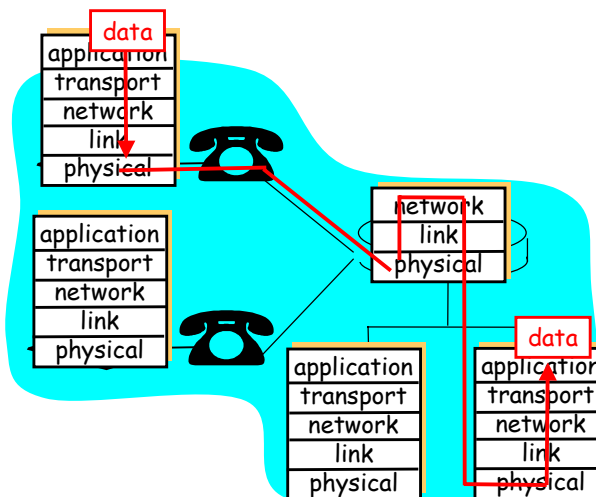 data
application
transport
network
link
physical
application
transport
network
link
physical
network
link
physical
application
transport
network
link
physical
data
application
transport
network
link
physical